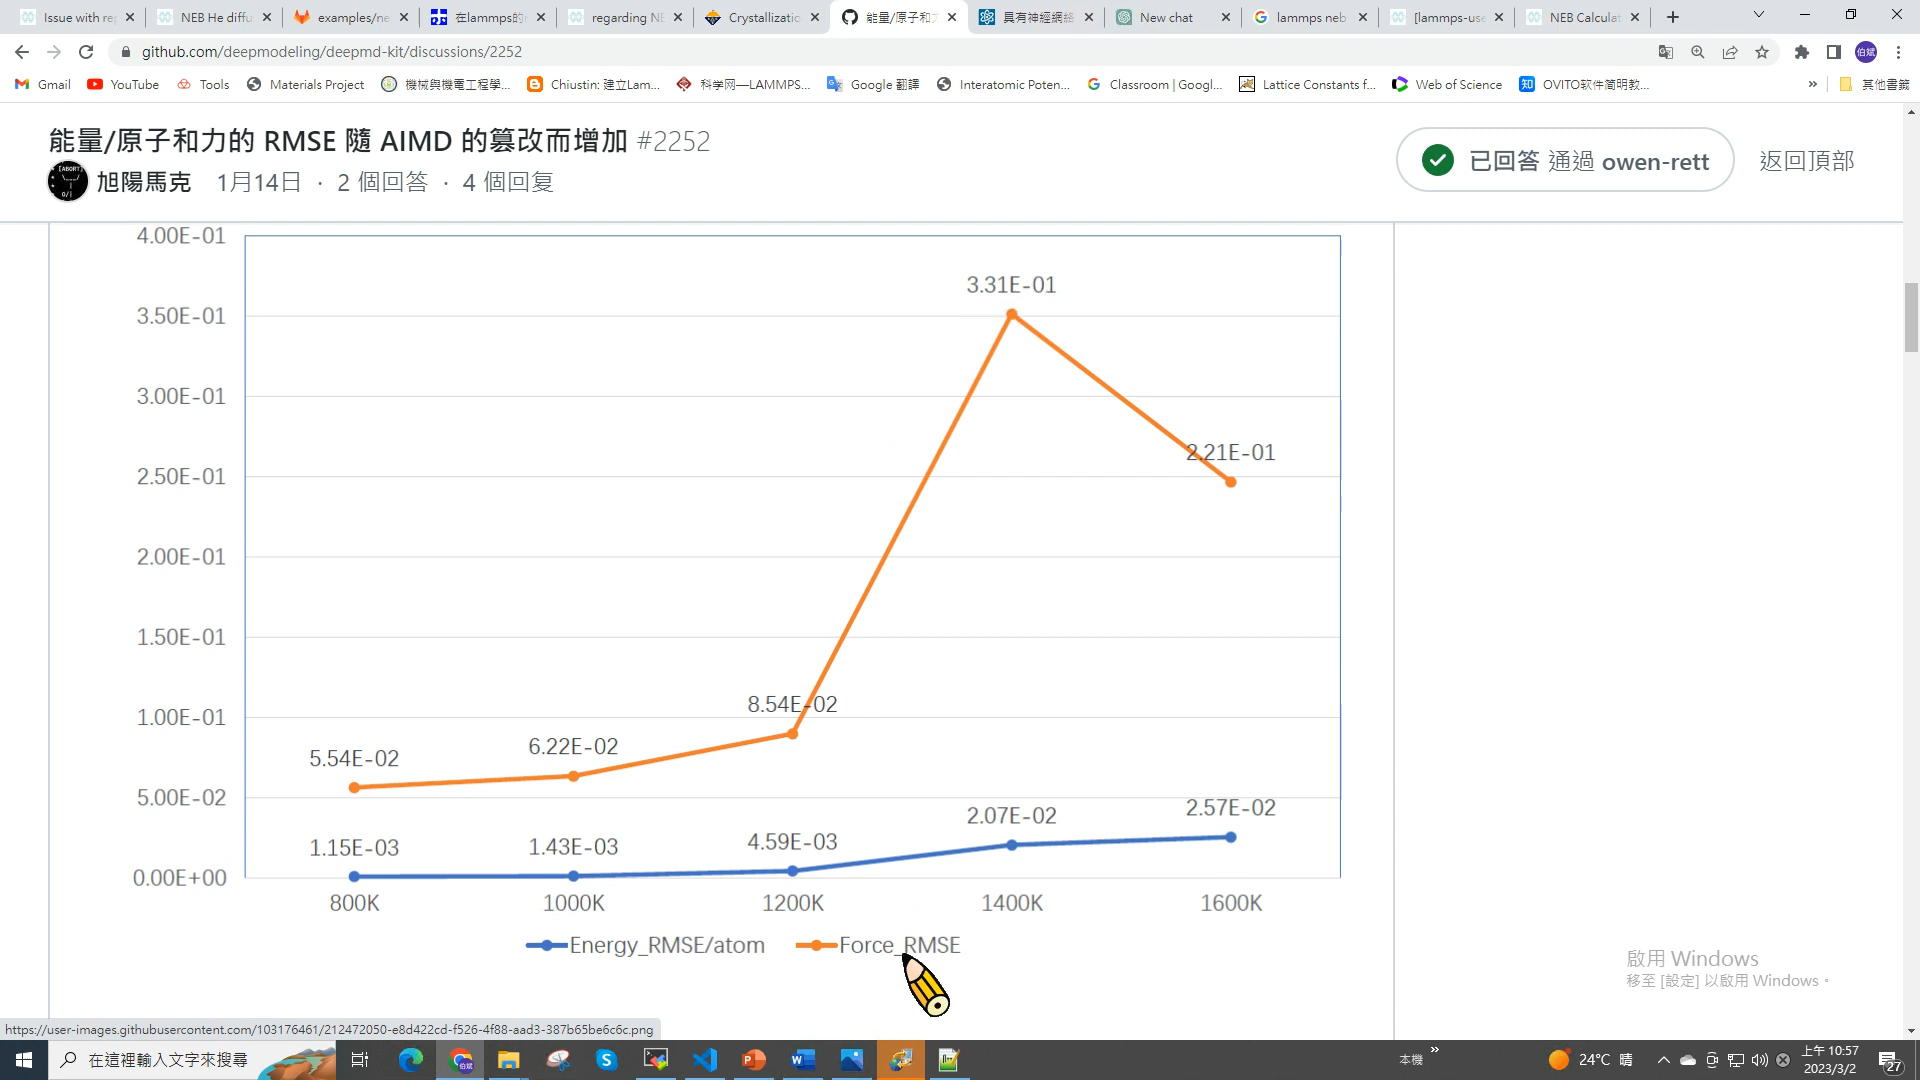 Issue with rep
NEB He diffu
examples/ne
在lammps的n
regarding NE
Crystallizatio
能量/原子和力
具有神經網絡
New chat
lammps neb
[lammps-use
NEB Calculat
github.com/deepmodeling/deepmd-kit/discussions/2252
伯斌
Gmail
YouTube
Tools
Materials Project
機械與機電工程學...
Chiustin: 建立Lam...
科学网—LAMMPS...
Google 翻譯
Interatomic Poten...
Classroom | Googl...
Lattice Constants f...
Web of Science
知 OVITO软件简明教...
»
其他書籤
能量/原子和力的 RMSE 隨 AIMD 的篡改而增加 #2252
旭陽馬克 1月14日 · 2 個回答 · 4 個回复
已回答 通過 owen-rett
返回頂部
4.00E-01
3.50E-01
3.00E-01
2.50E-01
2.00E-01
1.50E-01
1.00E-01
5.00E-02
0.00E+00
3.31E-01
2.21E-01
8.54E-02
6.22E-02
5.54E-02
1.15E-03
1.43E-03
4.59E-03
2.07E-02
2.57E-02
800K 1000K 1200K 1400K 1600K
Energy_RMSE/atom Force_RMSE
啟用 Windows
移至 [設定] 以啟用 Windows。
https://user-images.githubusercontent.com/103176461/212472050-e8d422cd-f526-4f88-aad3-387b65be6c6c.png
在這裡輸入文字來搜尋
本機 »
24°C 晴
上午 10:57
2023/3/2
27